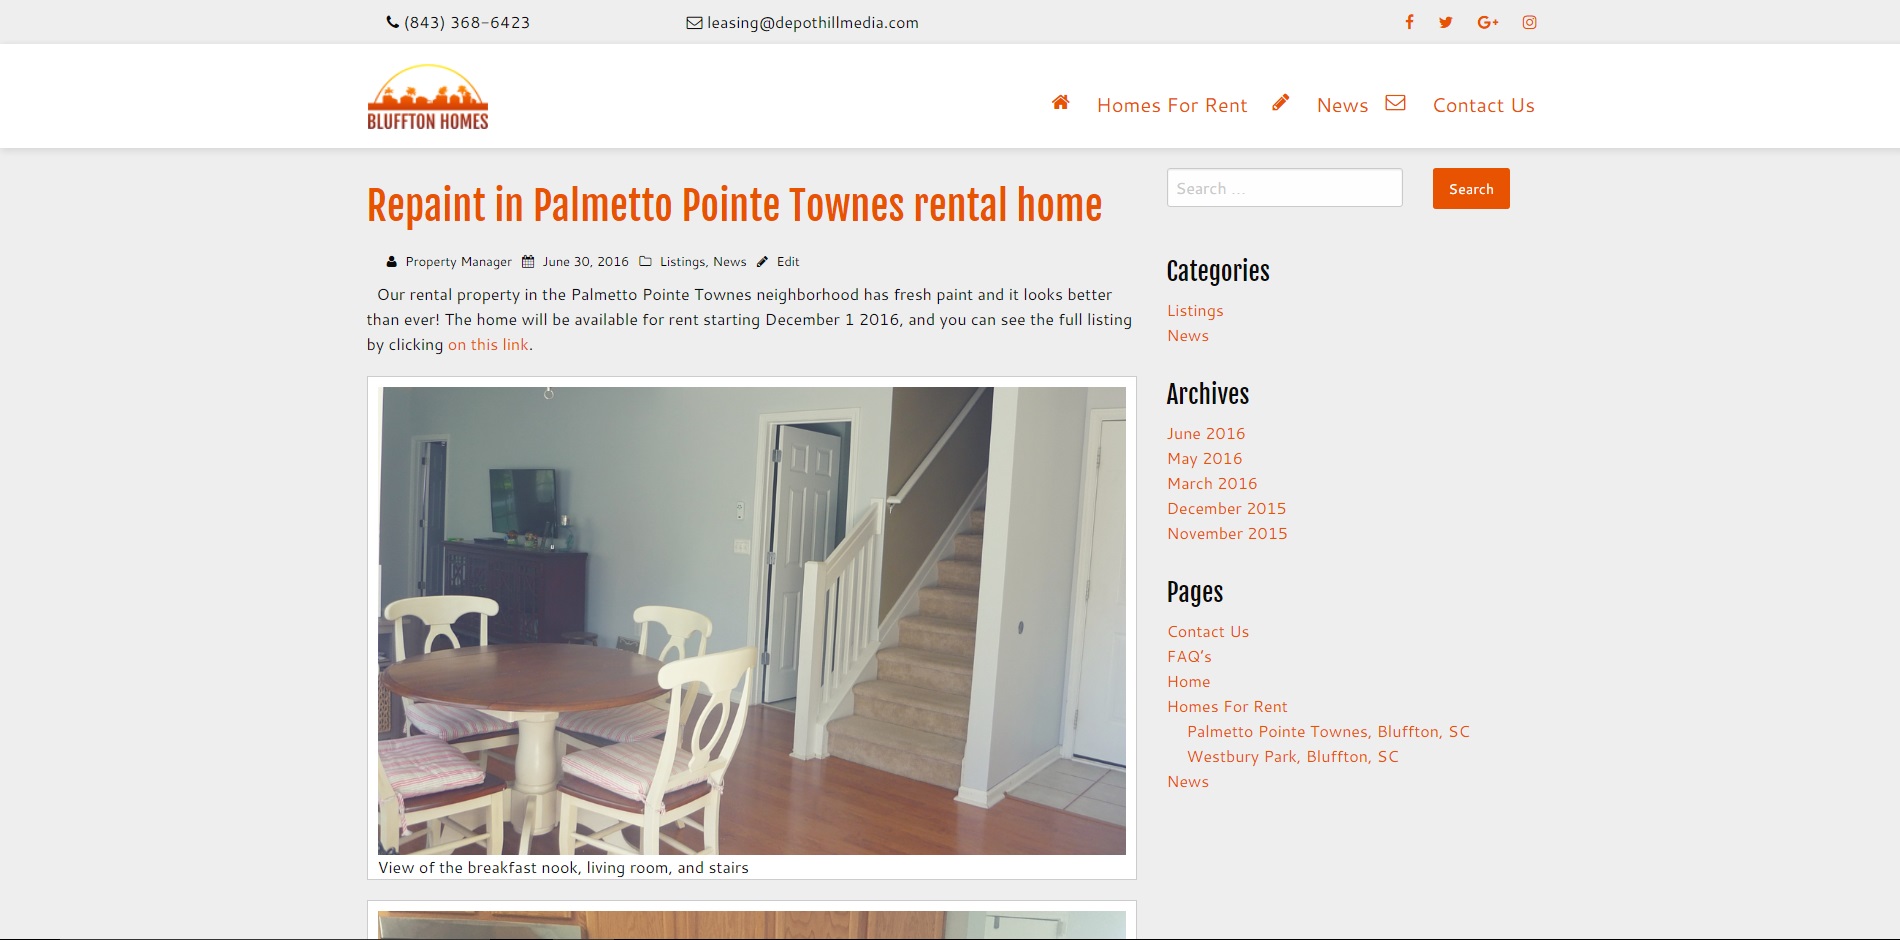 (843) 368-6423
leasing@depothillmedia.com
BLUFFTON HOMES
Homes For Rent
News
Contact Us
Repaint in Palmetto Pointe Townes rental home
Property Manager June 30, 2016 Listings, News Edit
Our rental property in the Palmetto Pointe Townes neighborhood has fresh paint and it looks better
than ever! The home will be available for rent starting December 1 2016, and you can see the full listing
by clicking on this link.
View of the breakfast nook, living room, and stairs
Search ...
Search
Categories
Listings
News
Archives
June 2016
May 2016
March 2016
December 2015
November 2015
Pages
Contact Us
FAQ’s
Home
Homes For Rent
Palmetto Pointe Townes, Bluffton, SC
Westbury Park, Bluffton, SC
News